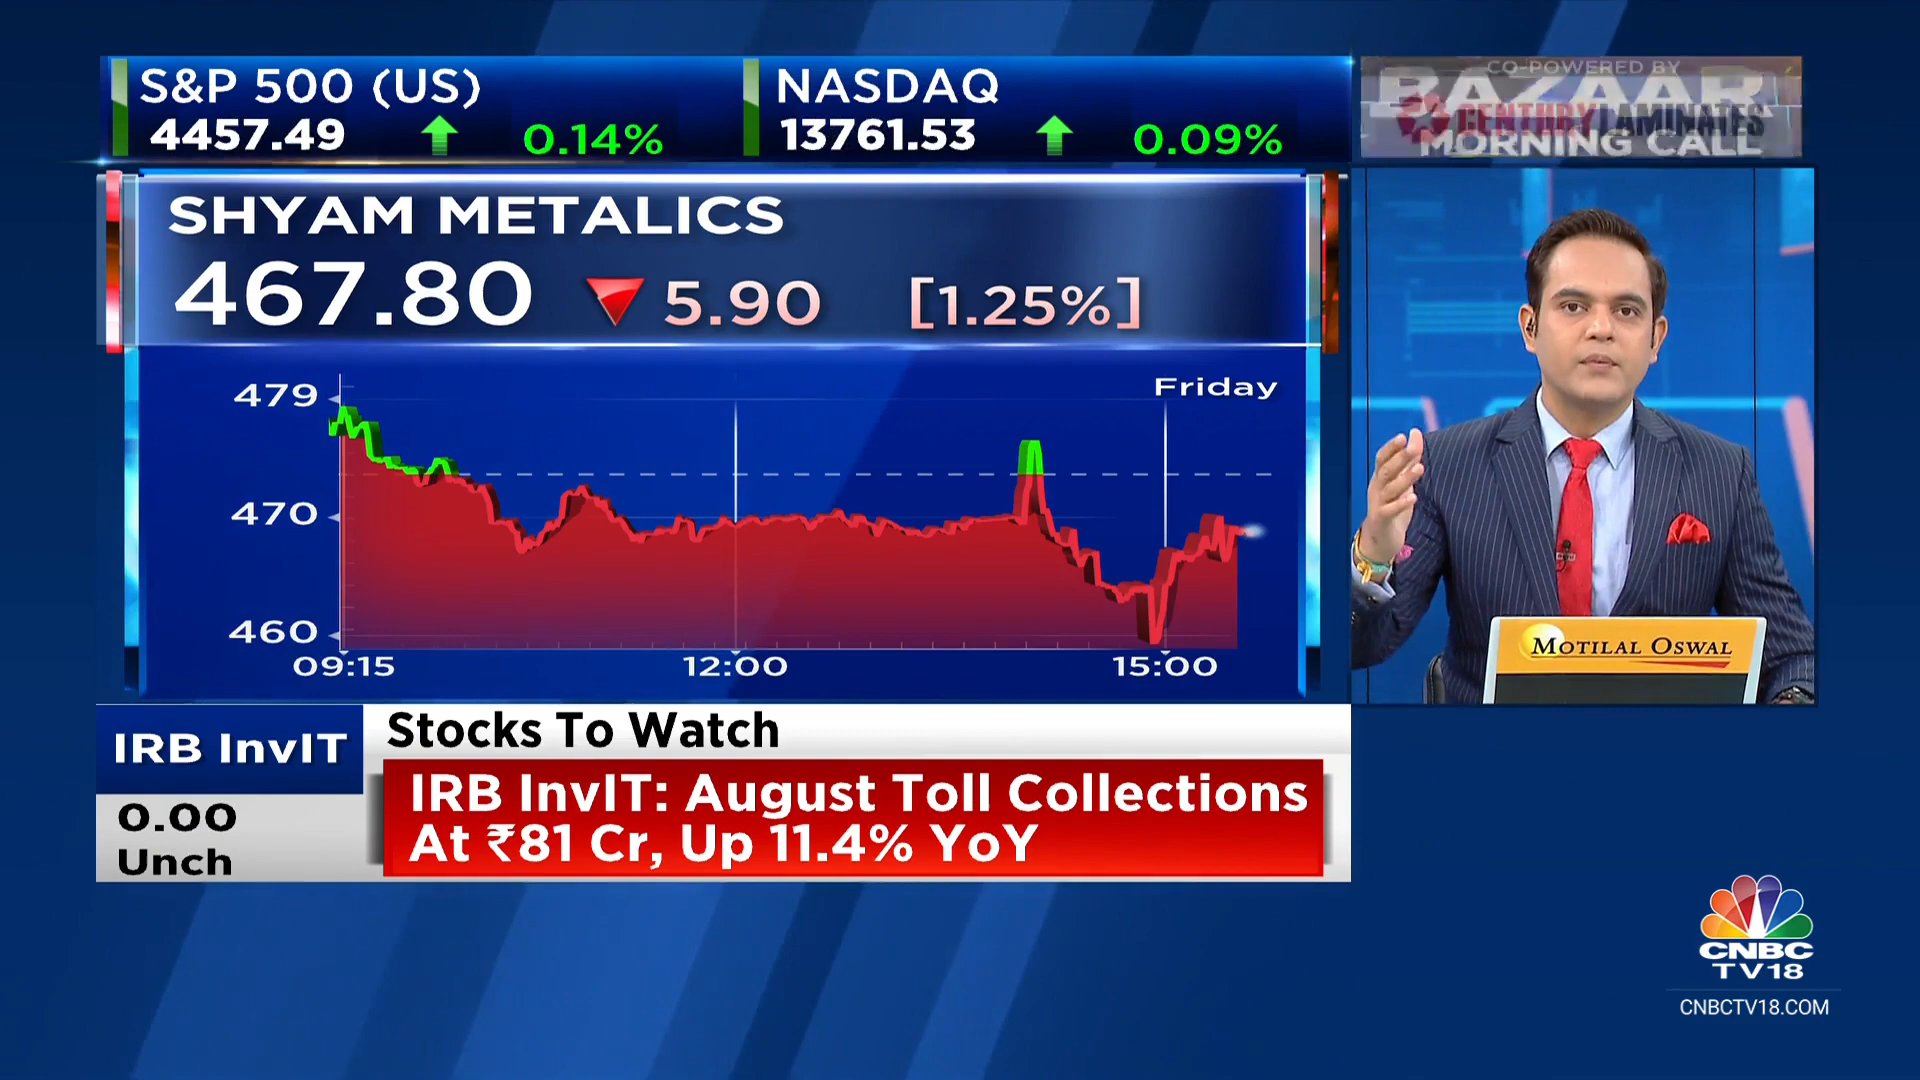 S&P 500 (US)
4457.49 0.14%
NASDAQ
13761.53 0.09%
CO-POWERED BY
BAZAAR
CENTURYLAMINATES
MORNING CALL
SHYAM METALICS
467.80 5.90 [1.25%]
Friday
479
470
460
09:15 12:00 15:00
MOTILAL OSWAL
IRB InvIT
0.00
Unch
Stocks To Watch
IRB InvIT: August Toll Collections
At ₹81 Cr, Up 11.4% YoY
CNBC
TV18
CNBCTV18.COM